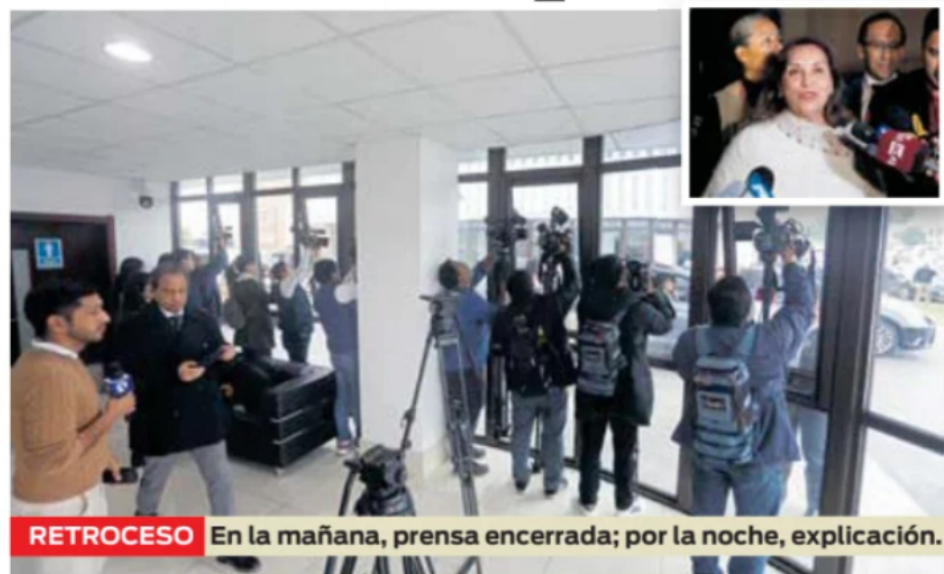 RETROCESO En la mañana, prensa encerrada; por la noche, explicación.